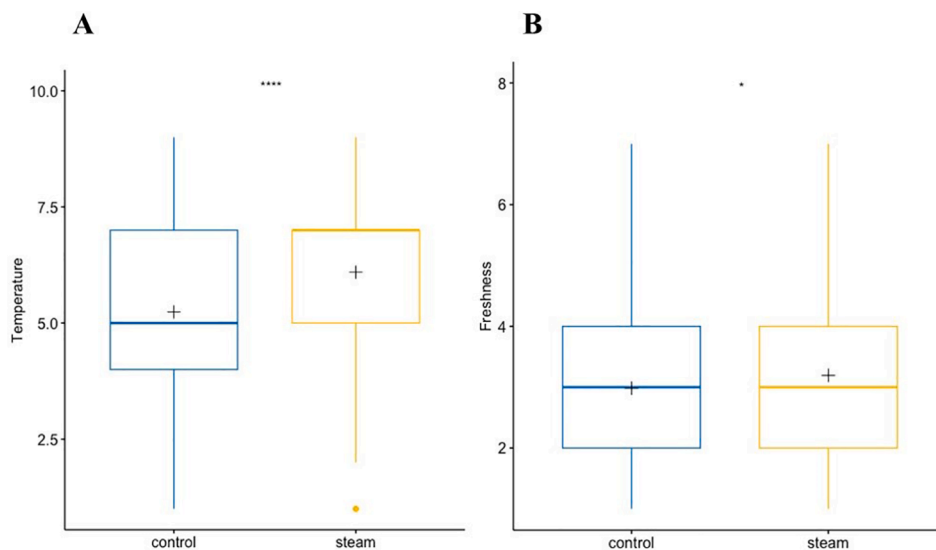 A
Temperature
10.0
7.5
5.0
2.5
****
control
steam
B
Freshness
8
6
4
2
*
control
steam